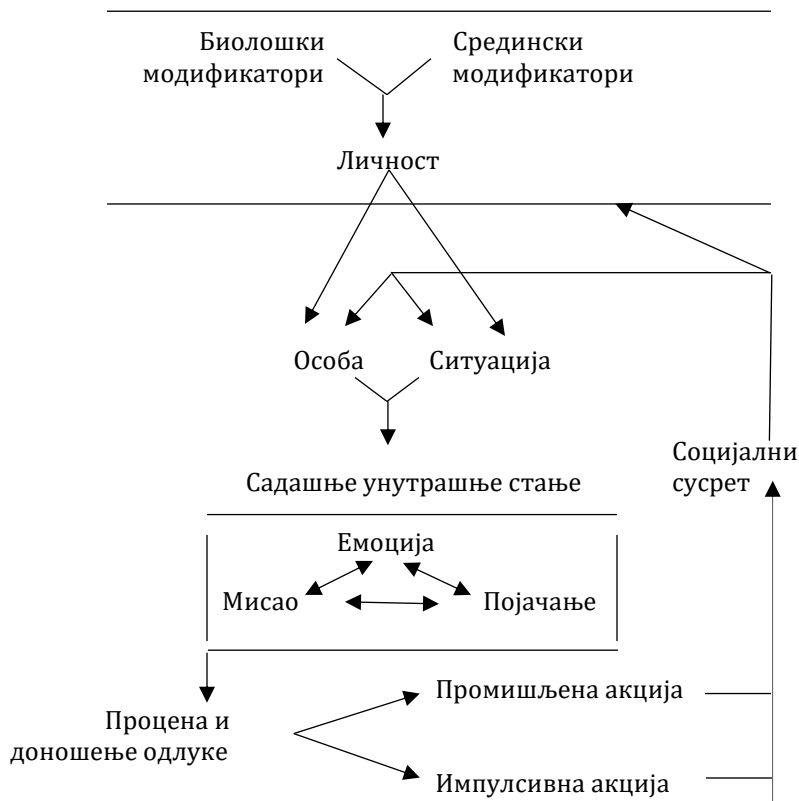 Биолошки
модификатори
Средински
модификатори
Личност
Особа
Ситуација
Социјални
сусрет
Садашње унутрашње стање
Емоција
Мисао
Појачање
Процена и
доношење одлуке
Промишљена акција
Импулсивна акција